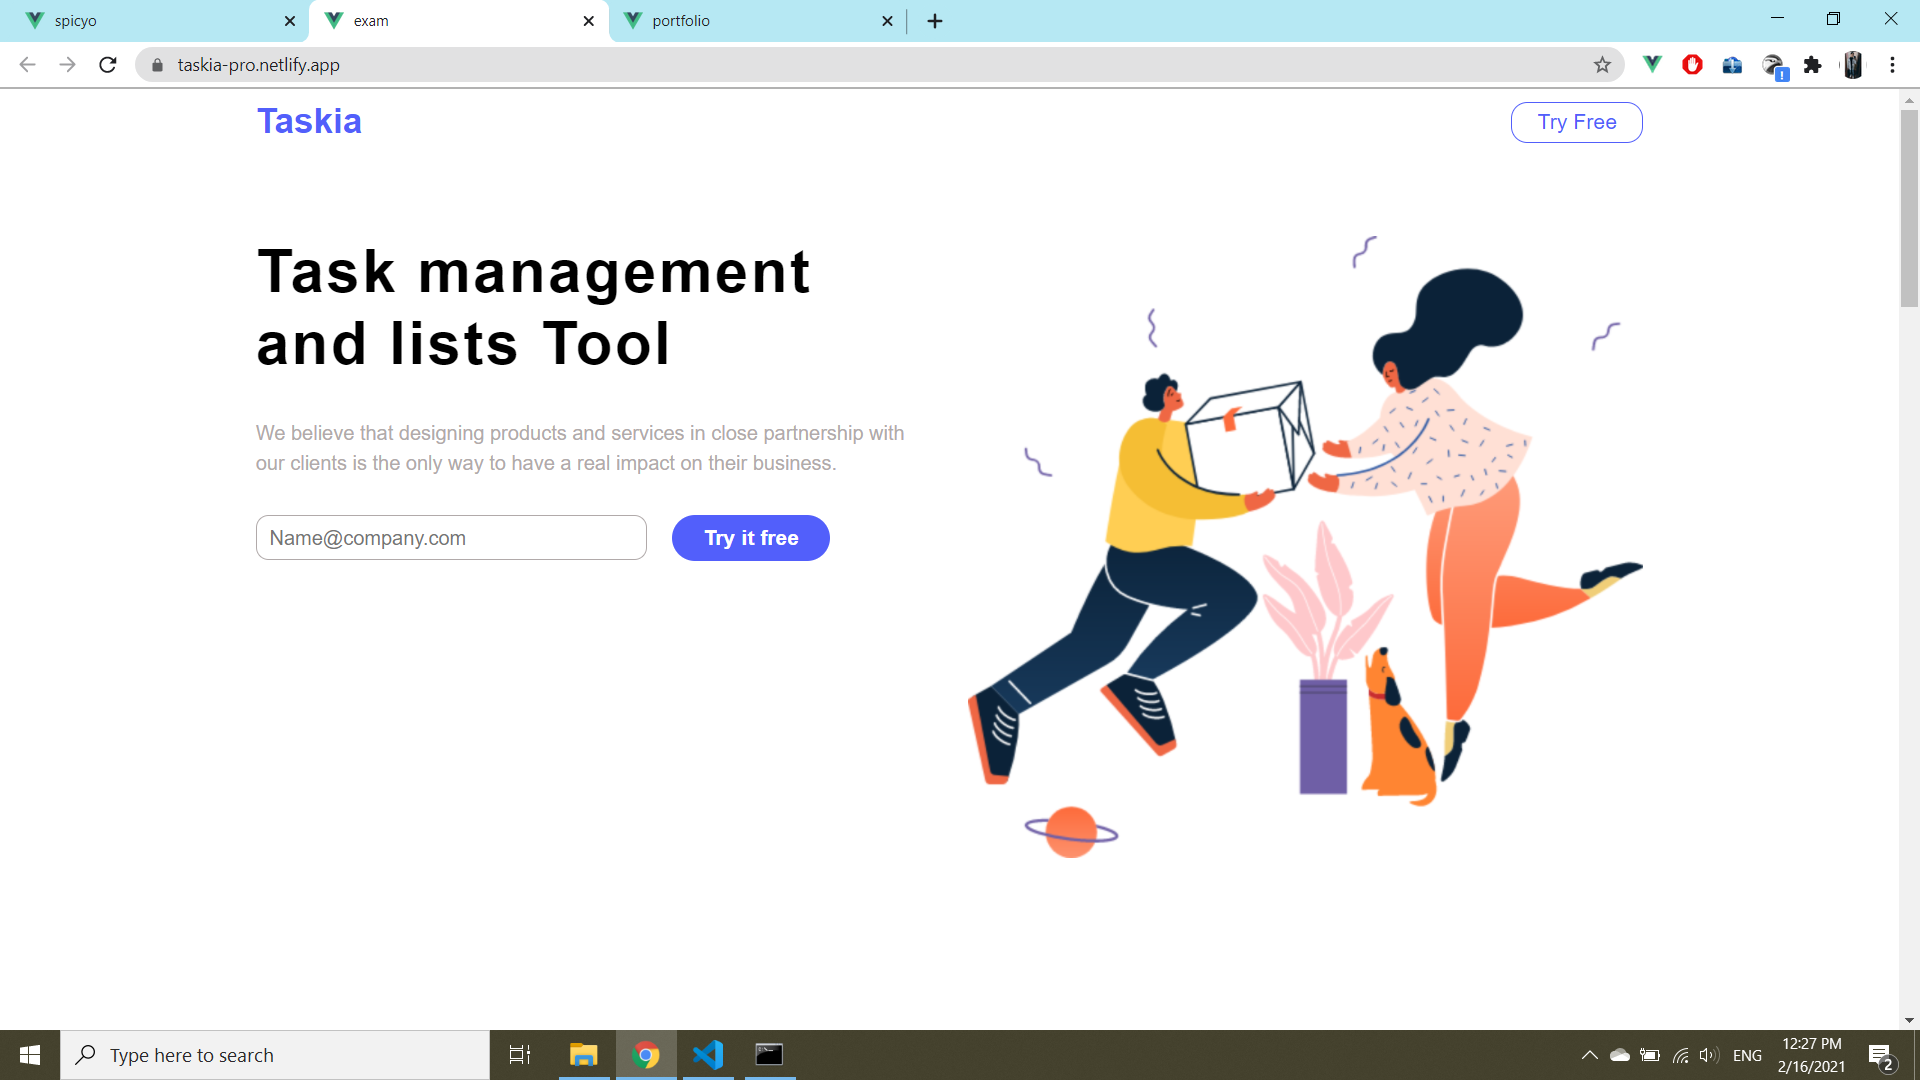 spicyo
exam
portfolio
taskia-pro.netlify.app
Taskia
Try Free
Task management
and lists Tool
We believe that designing products and services in close partnership with
our clients is the only way to have a real impact on their business.
Name@company.com
Try it free
Type here to search
ENG
12:27 PM
2/16/2021
2